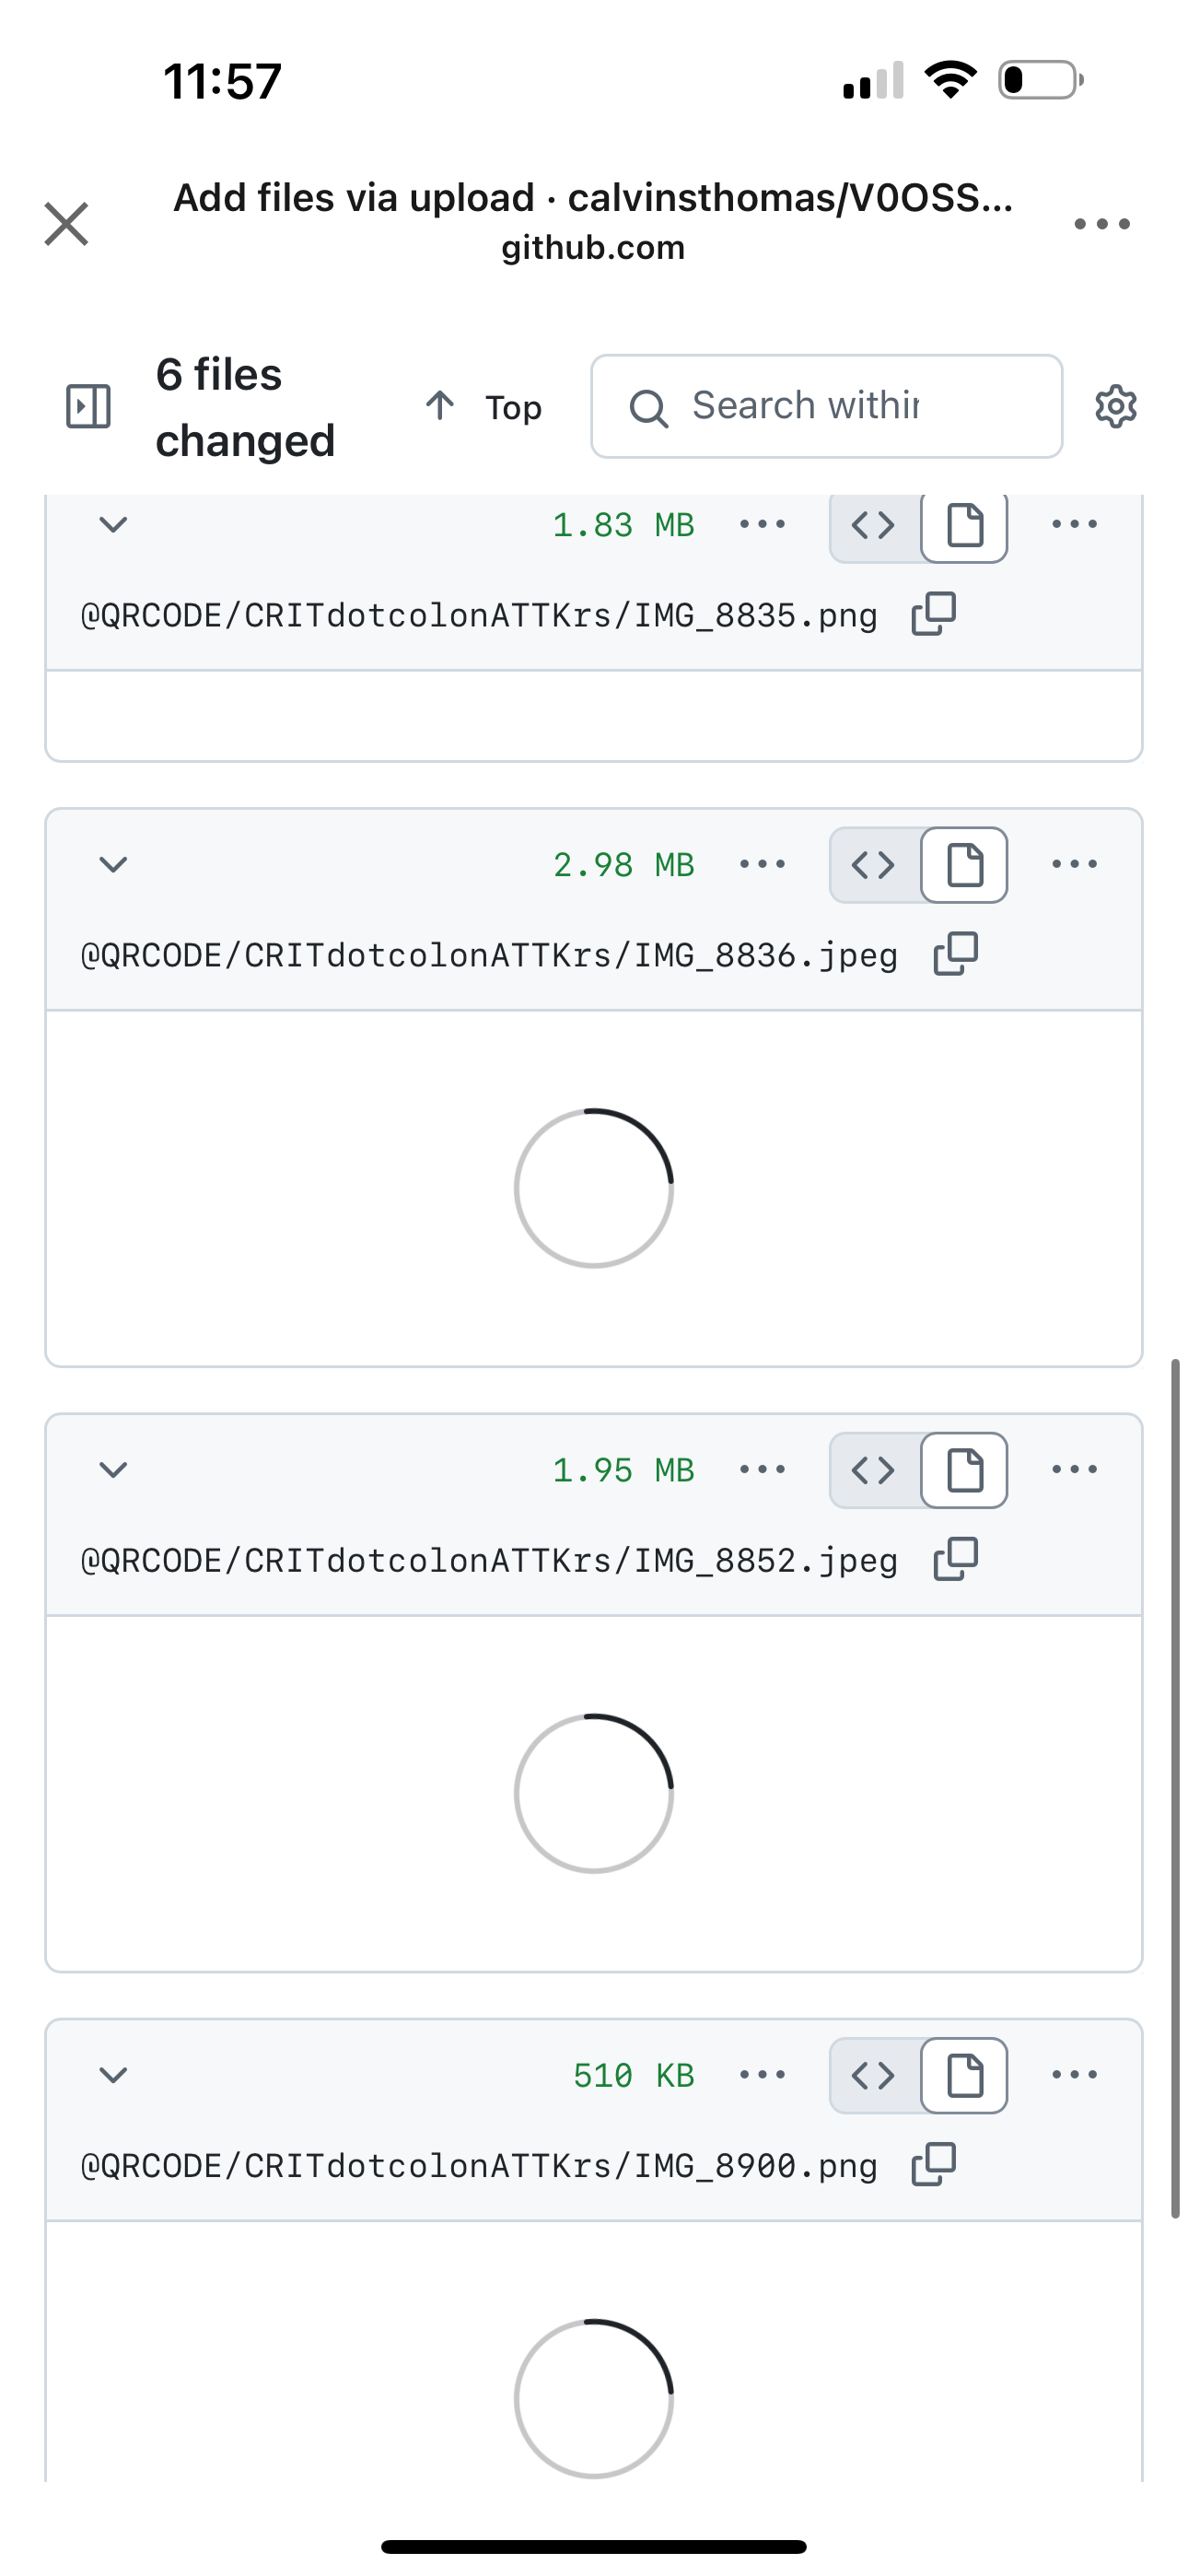 11:57
Add files via upload · calvinsthomas/V0OSS...
github.com
6 files
changed
Top
Search within
1.83 MB
@QRCODE/CRITdotcolonATTKrs/IMG_8835.png
2.98 MB
@QRCODE/CRITdotcolonATTKrs/IMG_8836.jpeg
1.95 MB
@QRCODE/CRITdotcolonATTKrs/IMG_8852.jpeg
510 KB
@QRCODE/CRITdotcolonATTKrs/IMG_8900.png